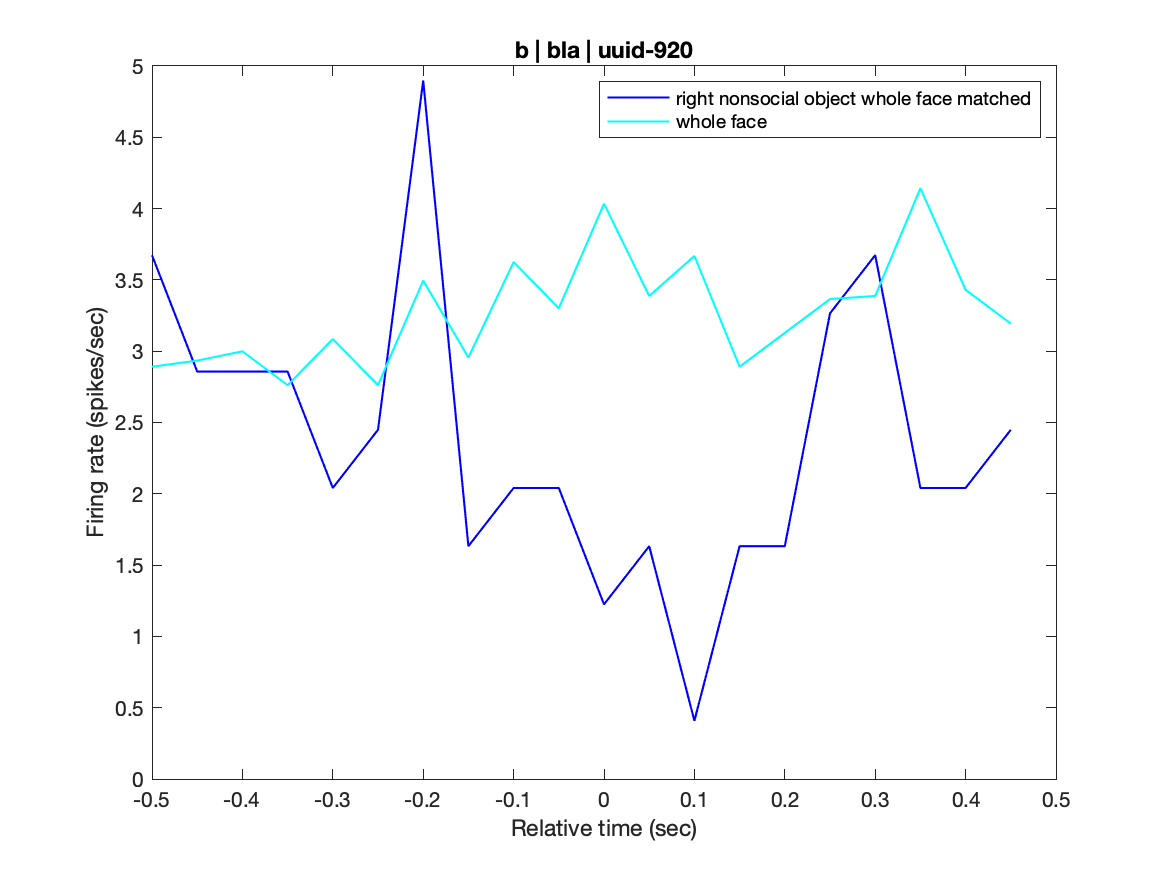 b | bla | uuid-920
right nonsocial object whole face matched
whole face
5
4.5
4
3.5
3
2.5
2
1.5
1
0.5
0
Firing rate (spikes/sec)
-0.5 -0.4 -0.3 -0.2 -0.1 0 0.1 0.2 0.3 0.4 0.5
Relative time (sec)